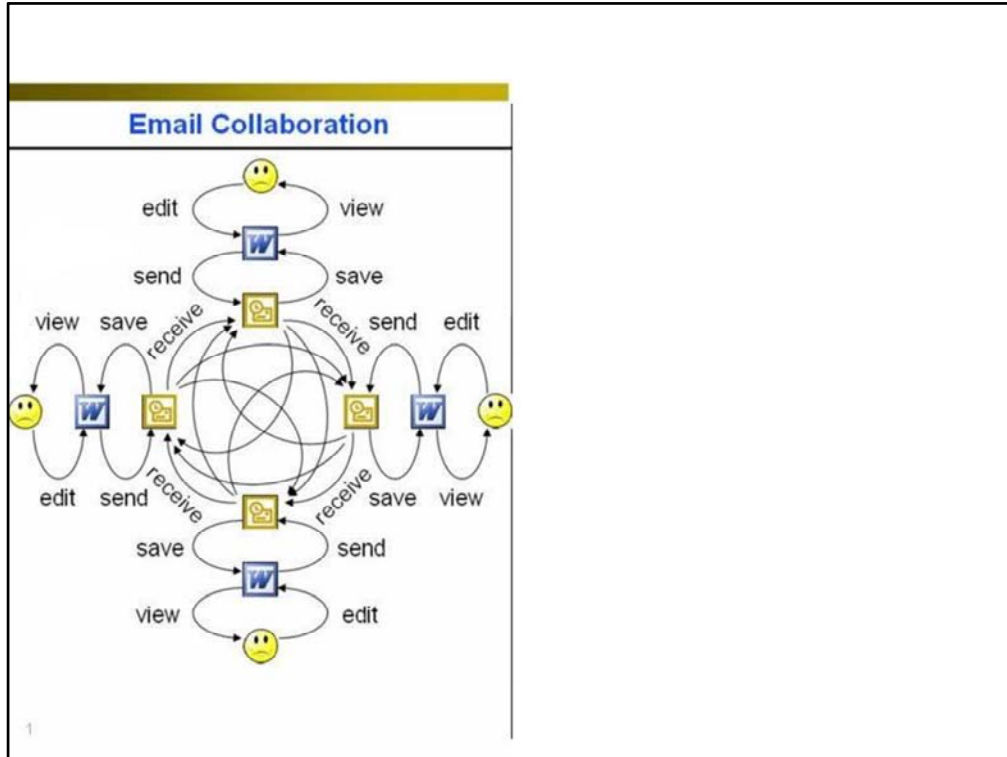 Email Collaboration
edit view
W
send save
receive receive
view save send edit
W W
edit send receive receive save view
save send
W
view edit
1